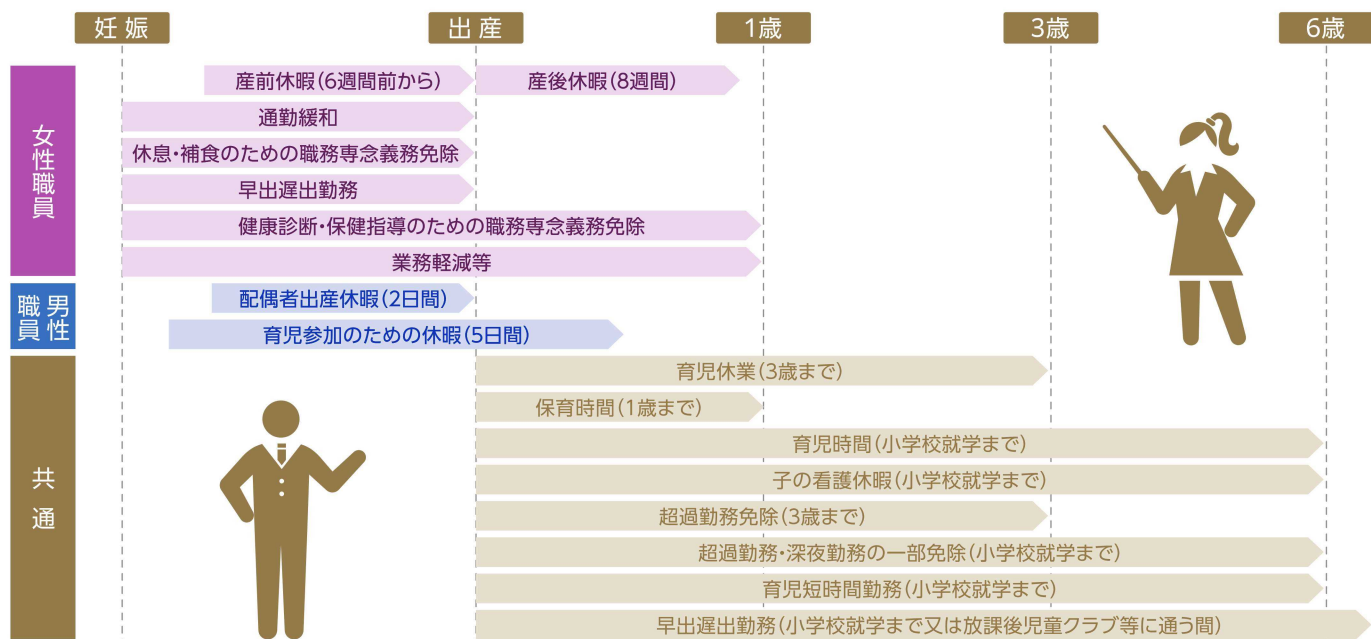 妊娠
出産
1歳
3歳
6歳
女性職員
産前休暇(6週間前から)
産後休暇(8週間)
通勤緩和
休息・補食のための職務専念義務免除
早出遅出勤務
健康診断・保健指導のための職務専念義務免除
業務軽減等
男性
職員
配偶者出産休暇(2日間)
育児参加のための休暇(5日間)
共通
育児休業(3歳まで)
保育時間(1歳まで)
育児時間(小学校就学まで)
子の看護休暇(小学校就学まで)
超過勤務免除(3歳まで)
超過勤務・深夜勤務の一部免除(小学校就学まで)
育児短時間勤務(小学校就学まで)
早出遅出勤務(小学校就学まで又は放課後児童クラブ等に通う間)